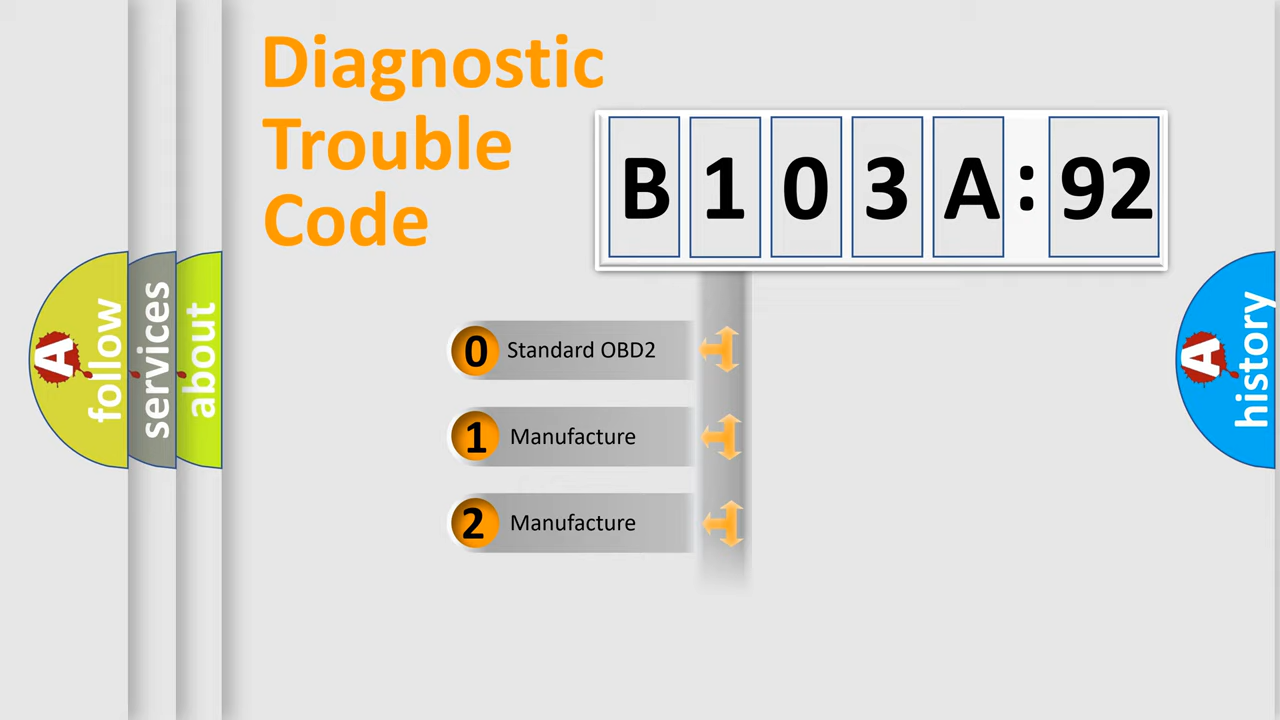 Diagnostic
Trouble
Code
B 1 0 3 A : 92
0 Standard OBD2
1 Manufacture
2 Manufacture
A follow
services
about
A history